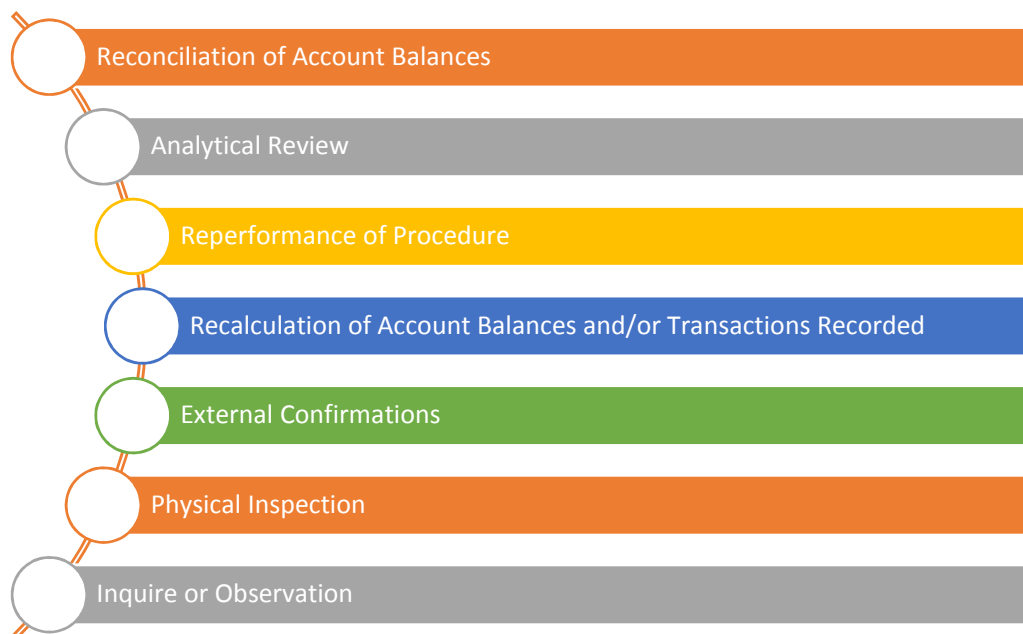 Reconciliation of Account Balances
Analytical Review
Reperformance of Procedure
Recalculation of Account Balances and/or Transactions Recorded
External Confirmations
Physical Inspection
Inquire or Observation